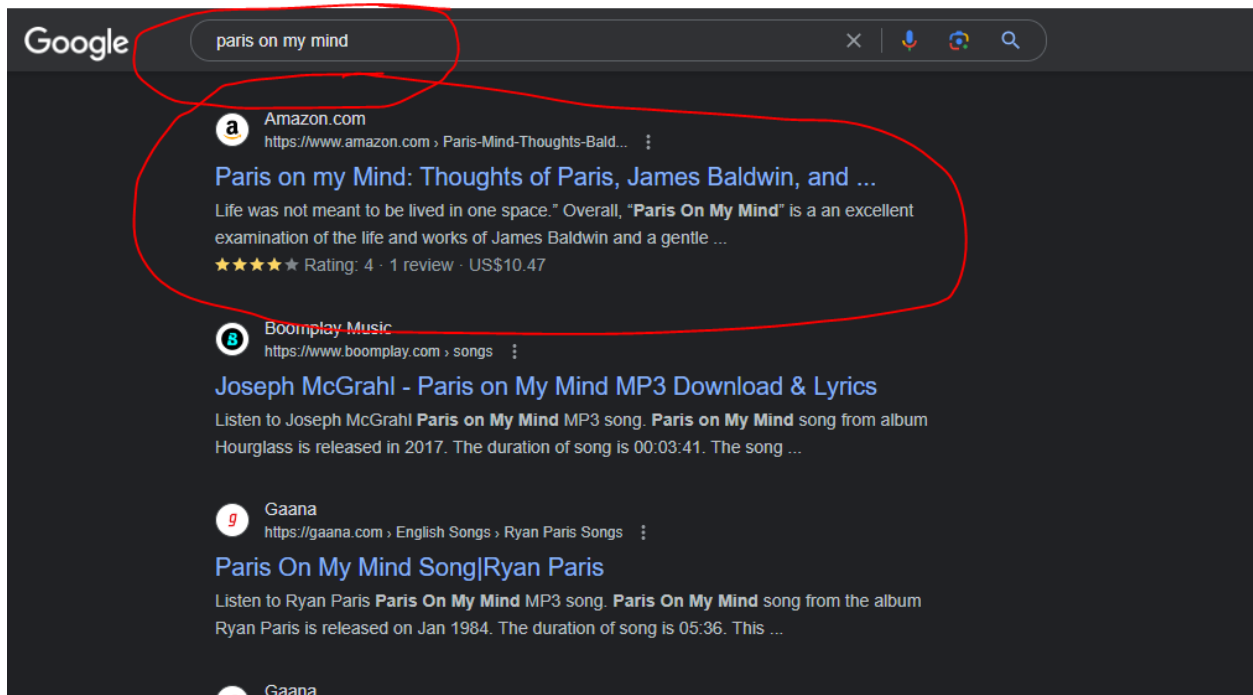 Google
paris on my mind
Amazon.com
https://www.amazon.com › Paris-Mind-Thoughts-Bald...
Paris on my Mind: Thoughts of Paris, James Baldwin, and ...
Life was not meant to be lived in one space.” Overall, “Paris On My Mind” is a an excellent
examination of the life and works of James Baldwin and a gentle ...
Rating: 4 · 1 review · US$10.47
Boomplay Music
https://www.boomplay.com › songs
Joseph McGrahl - Paris on My Mind MP3 Download & Lyrics
Listen to Joseph McGrahl Paris on My Mind MP3 song. Paris on My Mind song from album
Hourglass is released in 2017. The duration of song is 00:03:41. The song ...
Gaana
https://gaana.com › English Songs › Ryan Paris Songs
Paris On My Mind Song|Ryan Paris
Listen to Ryan Paris Paris On My Mind MP3 song. Paris On My Mind song from the album
Ryan Paris is released on Jan 1984. The duration of song is 05:36. This ...
Gaana